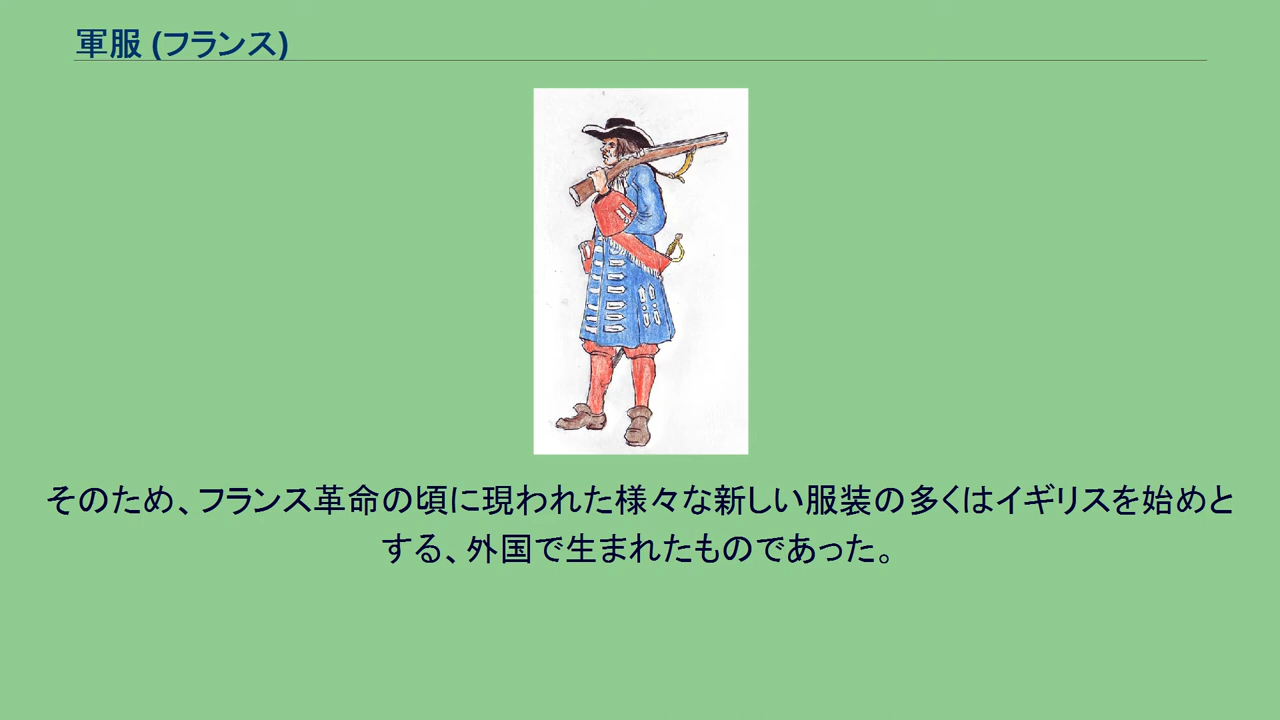 軍服 (フランス)
そのため、フランス革命の頃に現われた様々な新しい服装の多くはイギリスを始めと
する、外国で生まれたものであった。